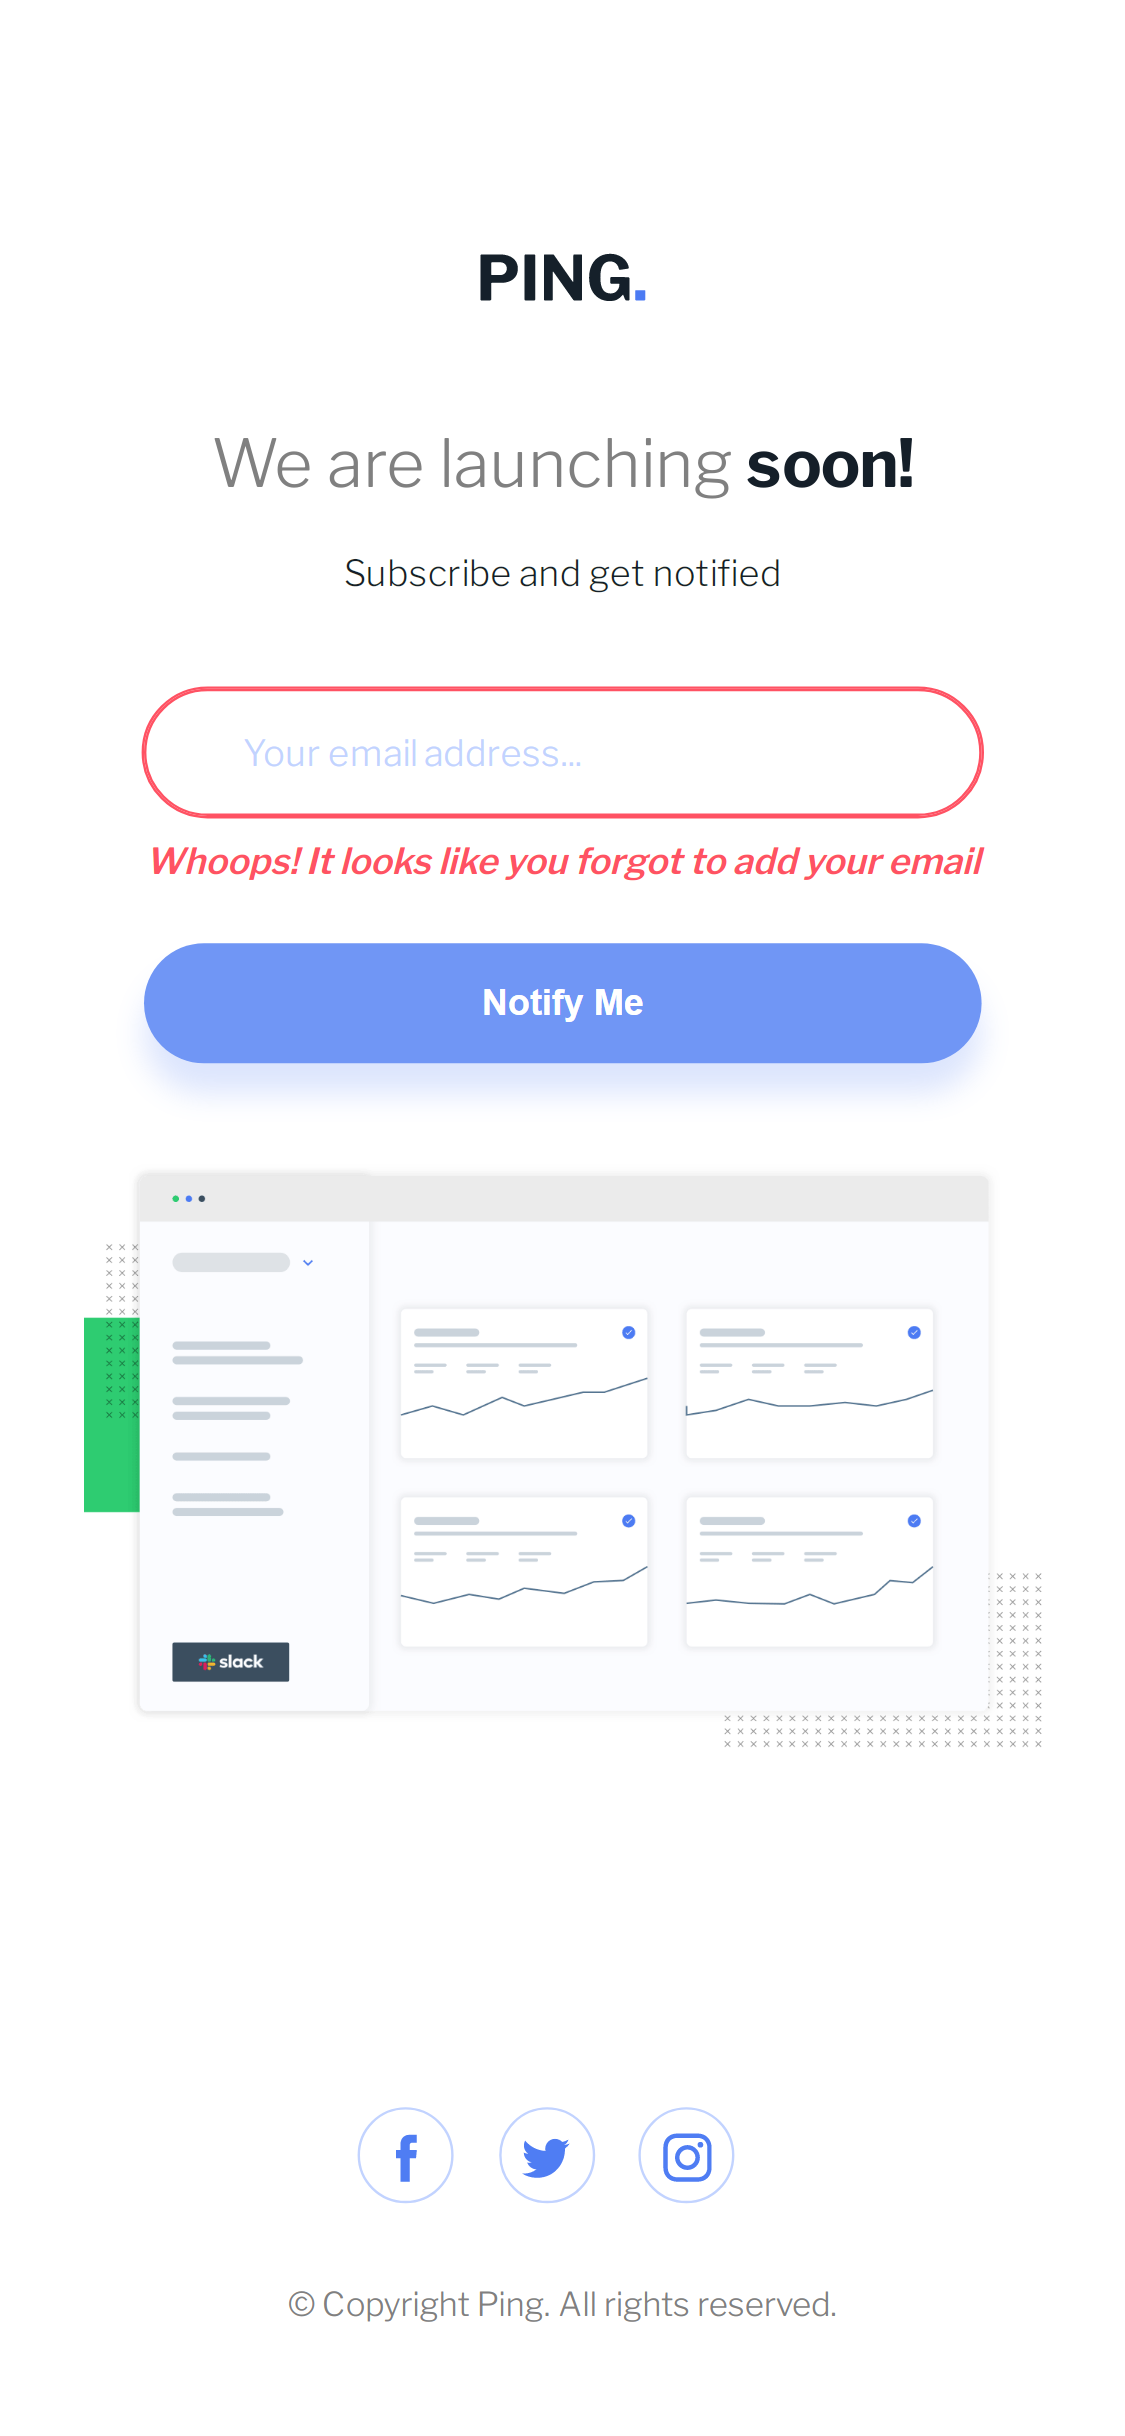 PING.
We are launching soon!
Subscribe and get notified
Your email address...
Whoops! It looks like you forgot to add your email
Notify Me
slack
© Copyright Ping. All rights reserved.